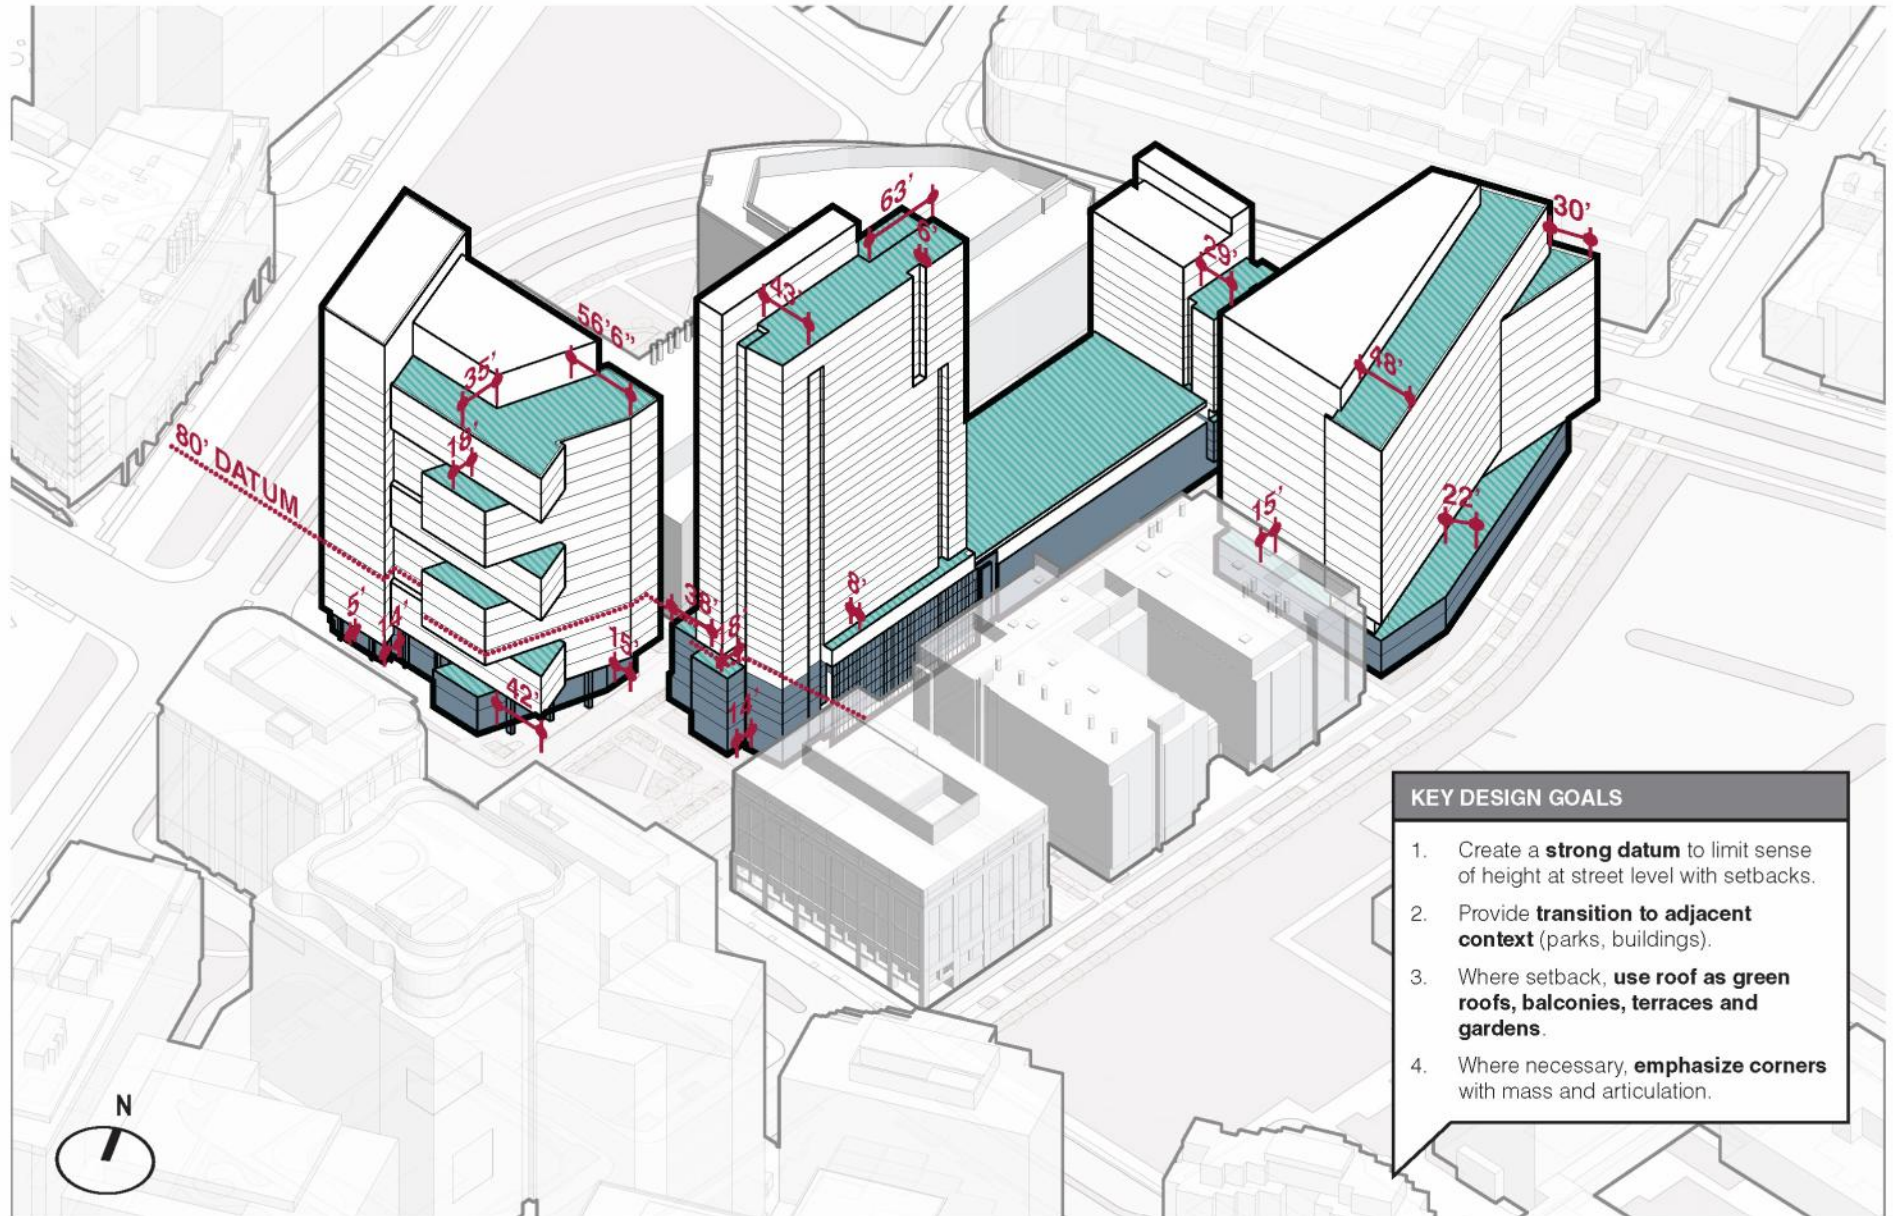 63'
6'
30'
43'
29'
56'6"
35'
48'
18'
80' DATUM
22'
15'
5'
14'
8'
38'
18'
15'
42'
14'
KEY DESIGN GOALS
1. Create a strong datum to limit sense
of height at street level with setbacks.
2. Provide transition to adjacent
context (parks, buildings).
3. Where setback, use roof as green
roofs, balconies, terraces and
gardens.
4. Where necessary, emphasize corners
with mass and articulation.
N